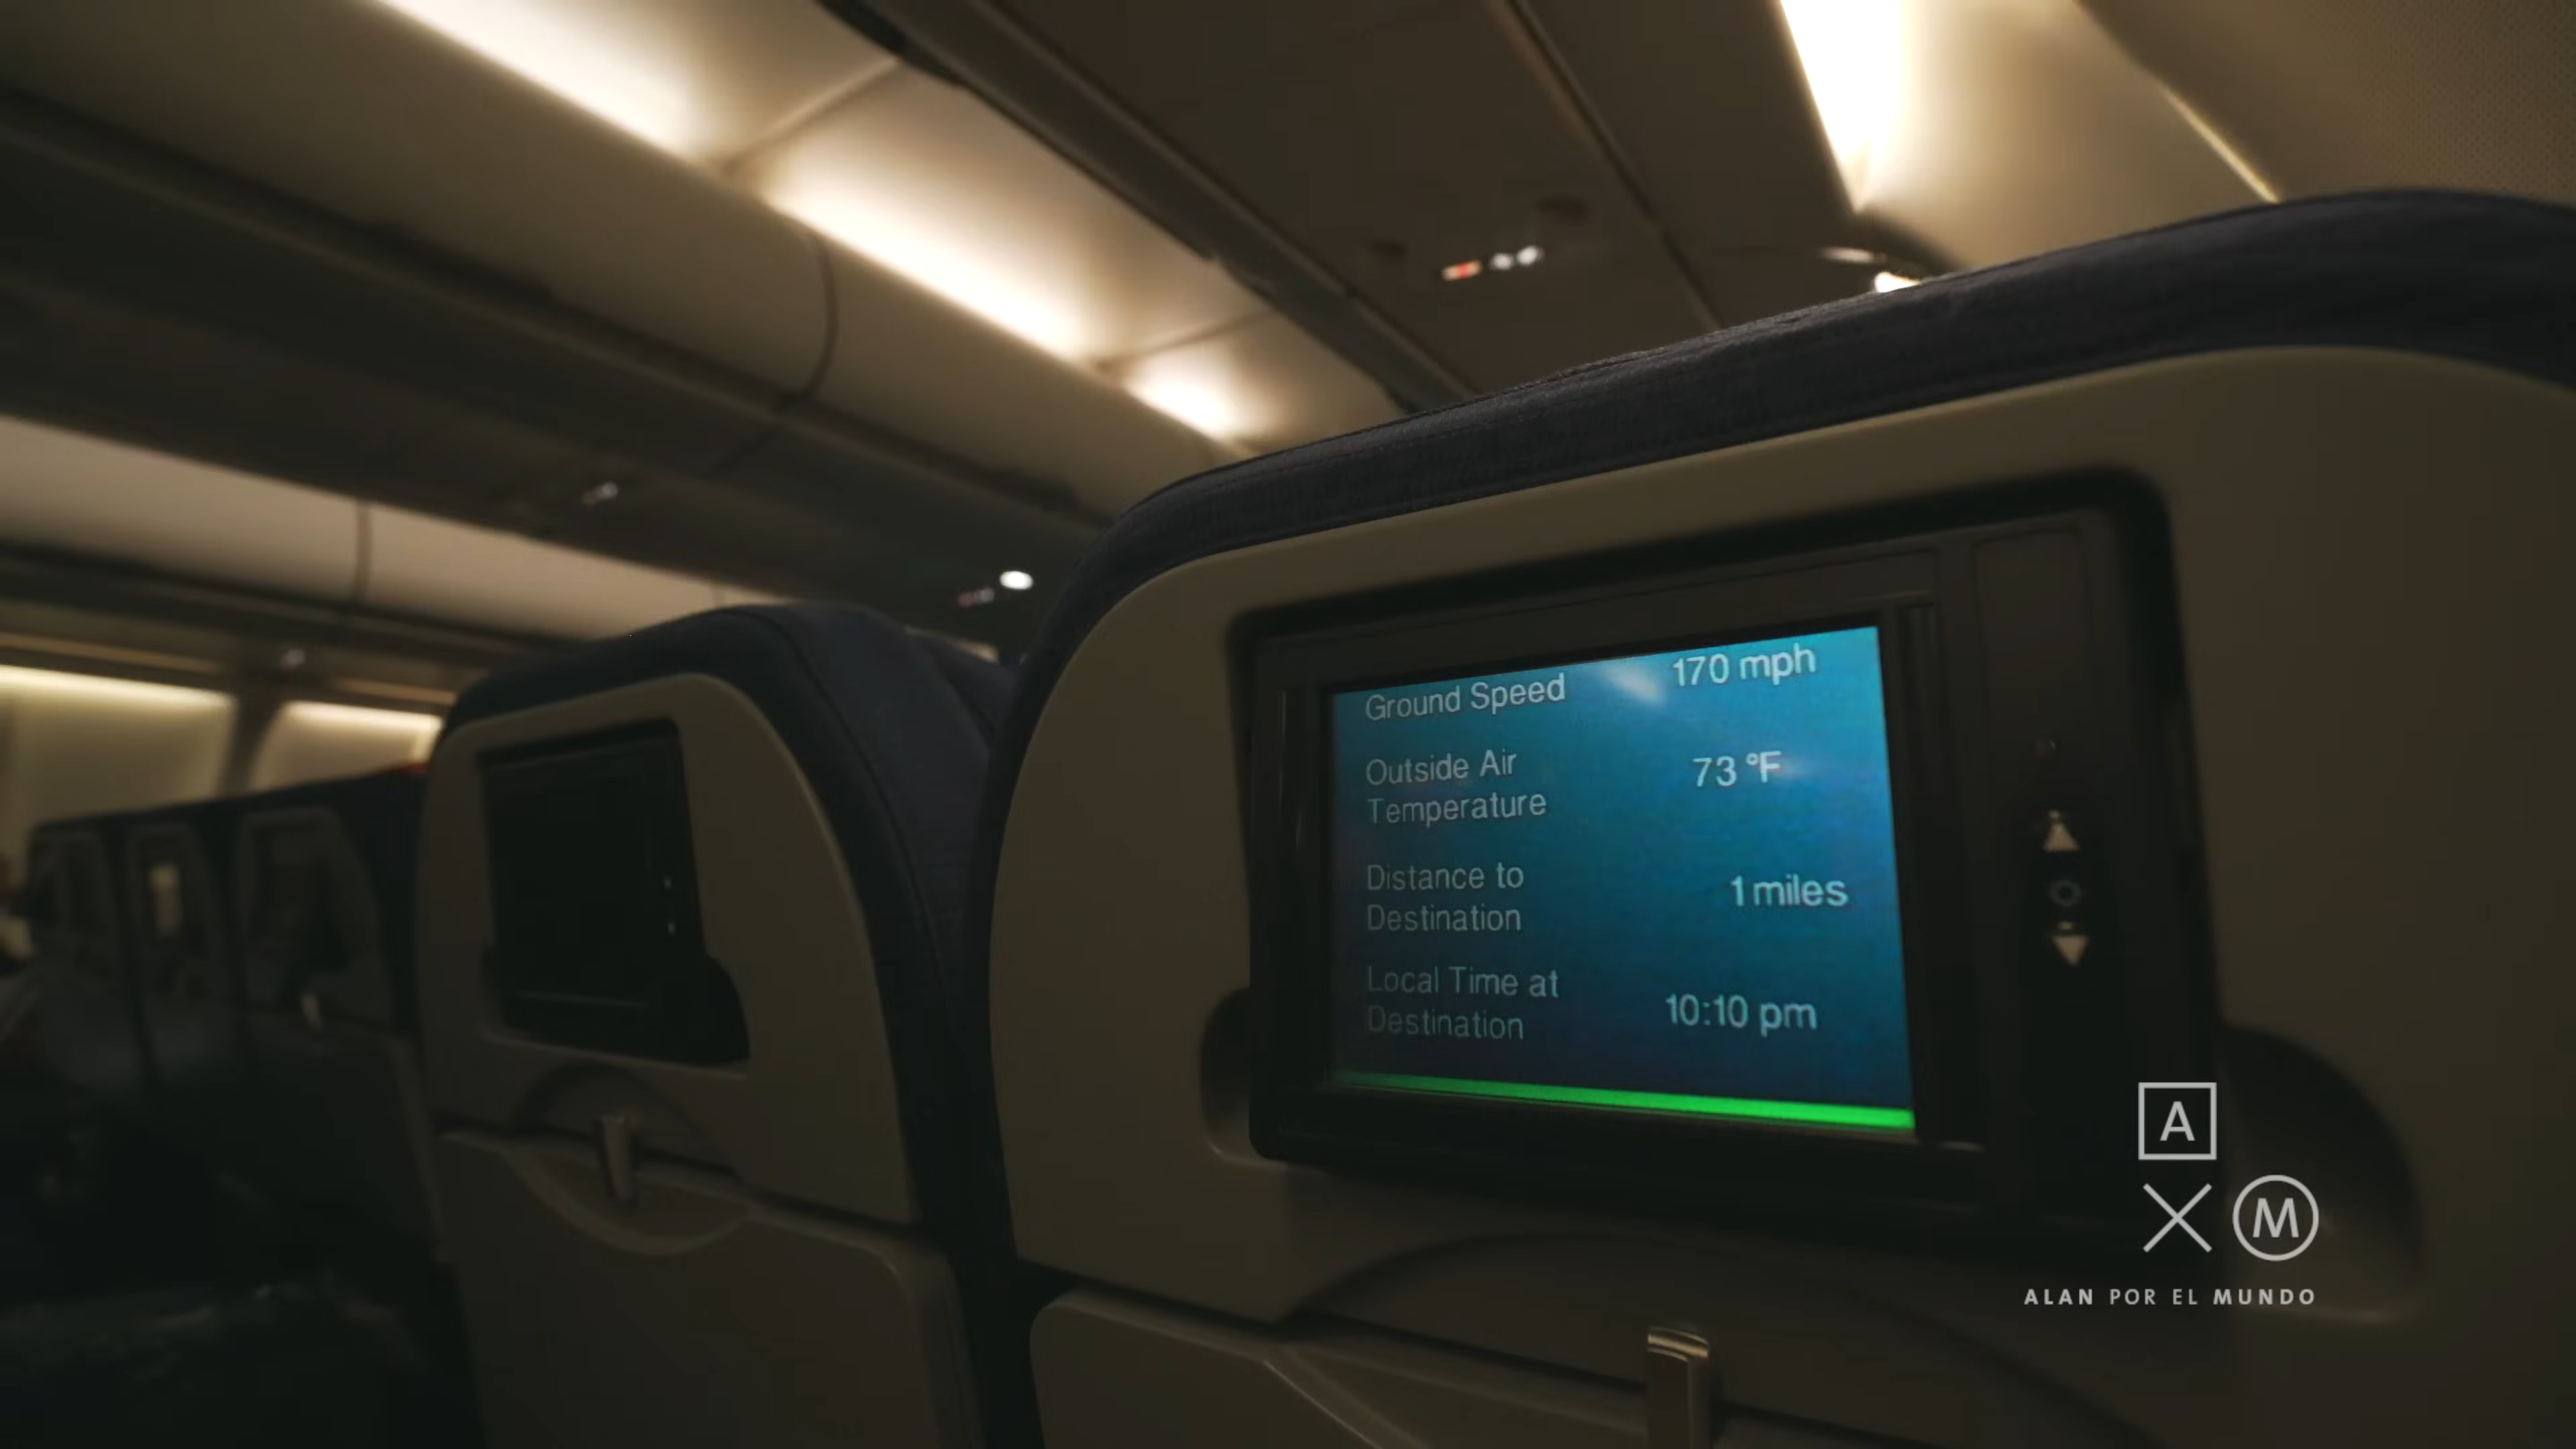 Ground Speed 170 mph
Outside Air
Temperature
73 °F
Distance to
Destination
1 miles
Local Time at
Destination
10:10 pm
A
X M
ALAN POR EL MUNDO